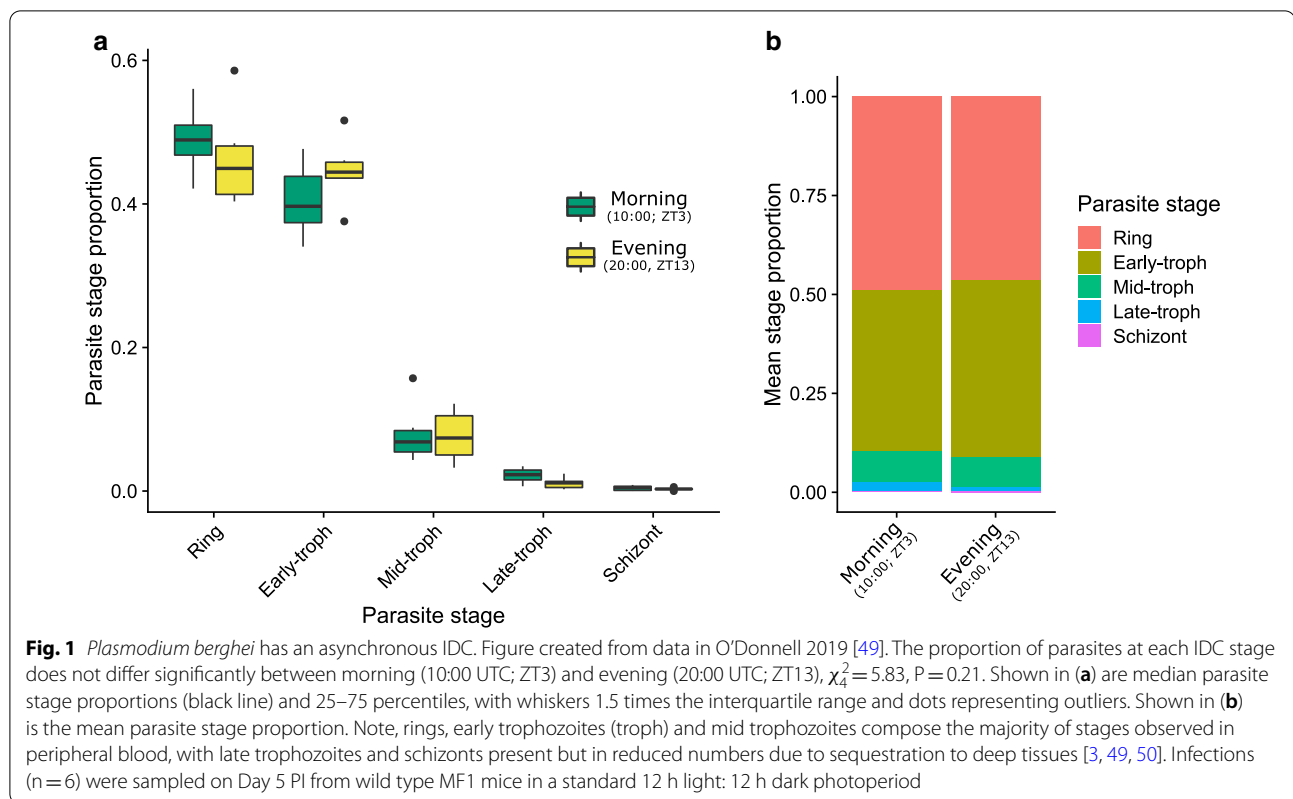 a
0.6
0.4
0.2
0.0
Parasite stage proportion
Morning
(10:00; ZT3)
Evening
(20:00, ZT13)
Ring
Early-troph
Mid-troph
Late-troph
Schizont
Parasite stage
b
1.00
0.75
0.50
0.25
0.00
Mean stage proportion
Morning
(10:00; ZT3)
Evening
(20:00, ZT13)
Parasite stage
Ring
Early-troph
Mid-troph
Late-troph
Schizont
Fig. 1 Plasmodium berghei has an asynchronous IDC. Figure created from data in O’Donnell 2019 [49]. The proportion of parasites at each IDC stage
does not differ significantly between morning (10:00 UTC; ZT3) and evening (20:00 UTC; ZT13), χ²₄ = 5.83, P = 0.21. Shown in (a) are median parasite
stage proportions (black line) and 25–75 percentiles, with whiskers 1.5 times the interquartile range and dots representing outliers. Shown in (b)
is the mean parasite stage proportion. Note, rings, early trophozoites (troph) and mid trophozoites compose the majority of stages observed in
peripheral blood, with late trophozoites and schizonts present but in reduced numbers due to sequestration to deep tissues [3, 49, 50]. Infections
(n = 6) were sampled on Day 5 PI from wild type MF1 mice in a standard 12 h light: 12 h dark photoperiod